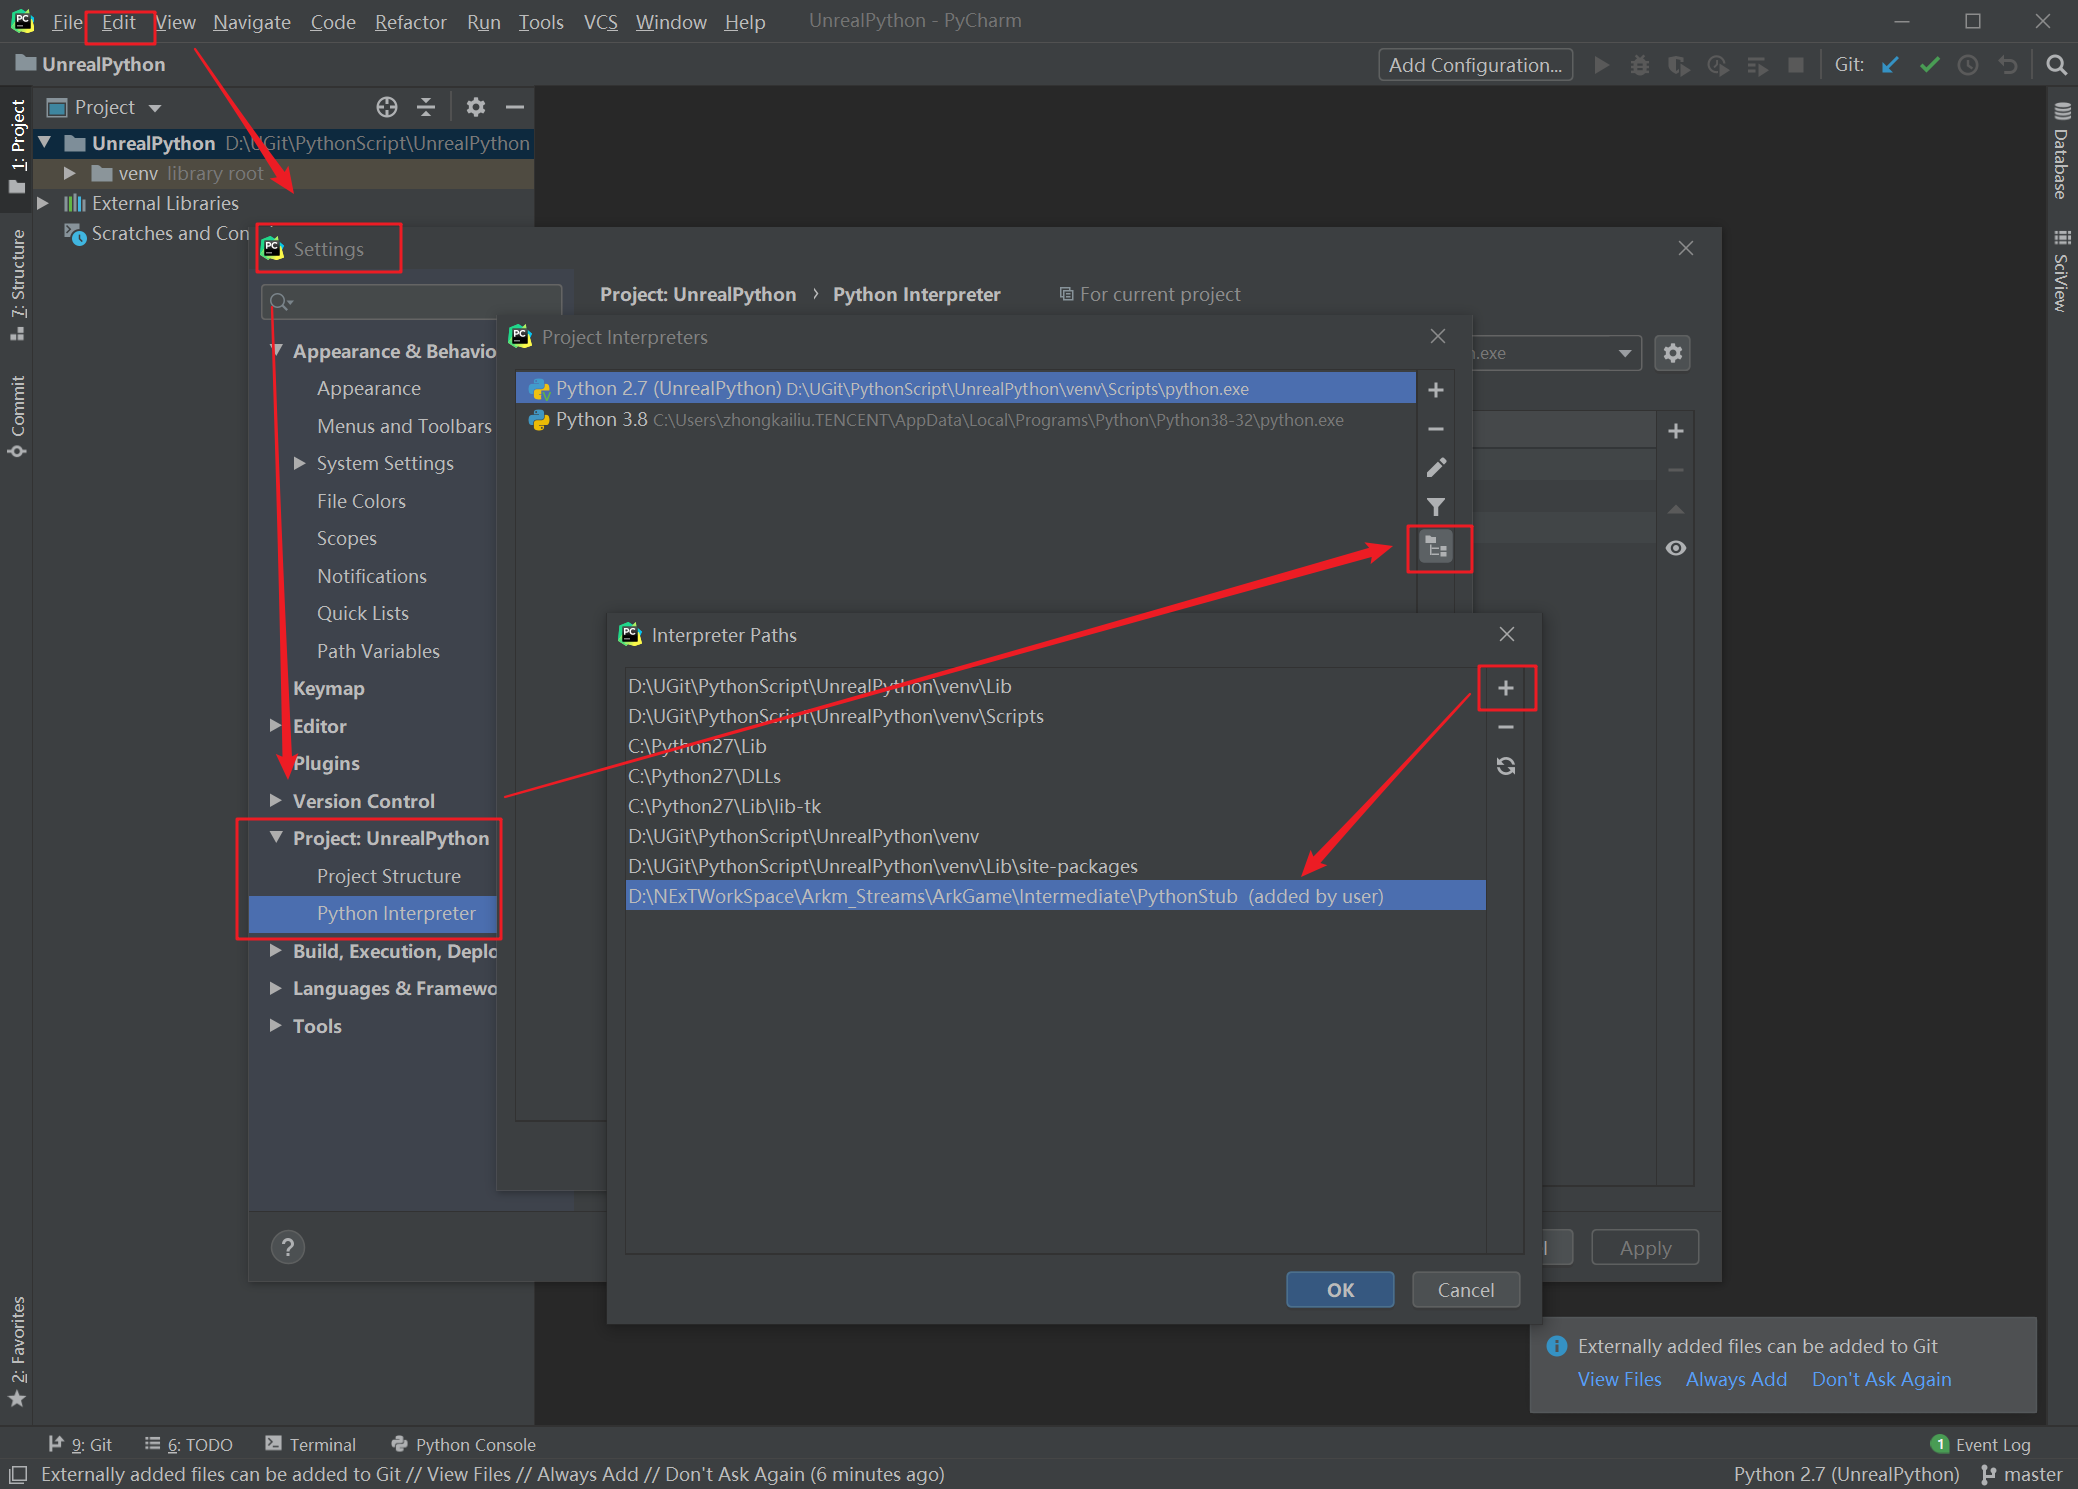 File Edit View Navigate Code Refactor Run Tools VCS Window Help UnrealPython - PyCharm
UnrealPython
Add Configuration...
Git:
Project
UnrealPython D:\UGit\PythonScript\UnrealPython
venv library root
External Libraries
Scratches and Con
1: Project
7: Structure
Commit
2: Favorites
Database
SciView
PC Settings
Project: UnrealPython › Python Interpreter
For current project
Appearance & Behavio
Appearance
Menus and Toolbars
System Settings
File Colors
Scopes
Notifications
Quick Lists
Path Variables
Keymap
Editor
Plugins
Version Control
Project: UnrealPython
Project Structure
Python Interpreter
Build, Execution, Deplo
Languages & Framewo
Tools
?
Apply
PC Project Interpreters
n.exe
Python 2.7 (UnrealPython) D:\UGit\PythonScript\UnrealPython\venv\Scripts\python.exe
Python 3.8 C:\Users\zhongkailiu.TENCENT\AppData\Local\Programs\Python\Python38-32\python.exe
PC Interpreter Paths
D:\UGit\PythonScript\UnrealPython\venv\Lib
D:\UGit\PythonScript\UnrealPython\venv\Scripts
C:\Python27\Lib
C:\Python27\DLLs
C:\Python27\Lib\lib-tk
D:\UGit\PythonScript\UnrealPython\venv
D:\UGit\PythonScript\UnrealPython\venv\Lib\site-packages
D:\NExTWorkSpace\Arkm_Streams\ArkGame\Intermediate\PythonStub (added by user)
OK
Cancel
Externally added files can be added to Git
View Files Always Add Don't Ask Again
9: Git
6: TODO
Terminal
Python Console
1 Event Log
Externally added files can be added to Git // View Files // Always Add // Don't Ask Again (6 minutes ago)
Python 2.7 (UnrealPython)
master